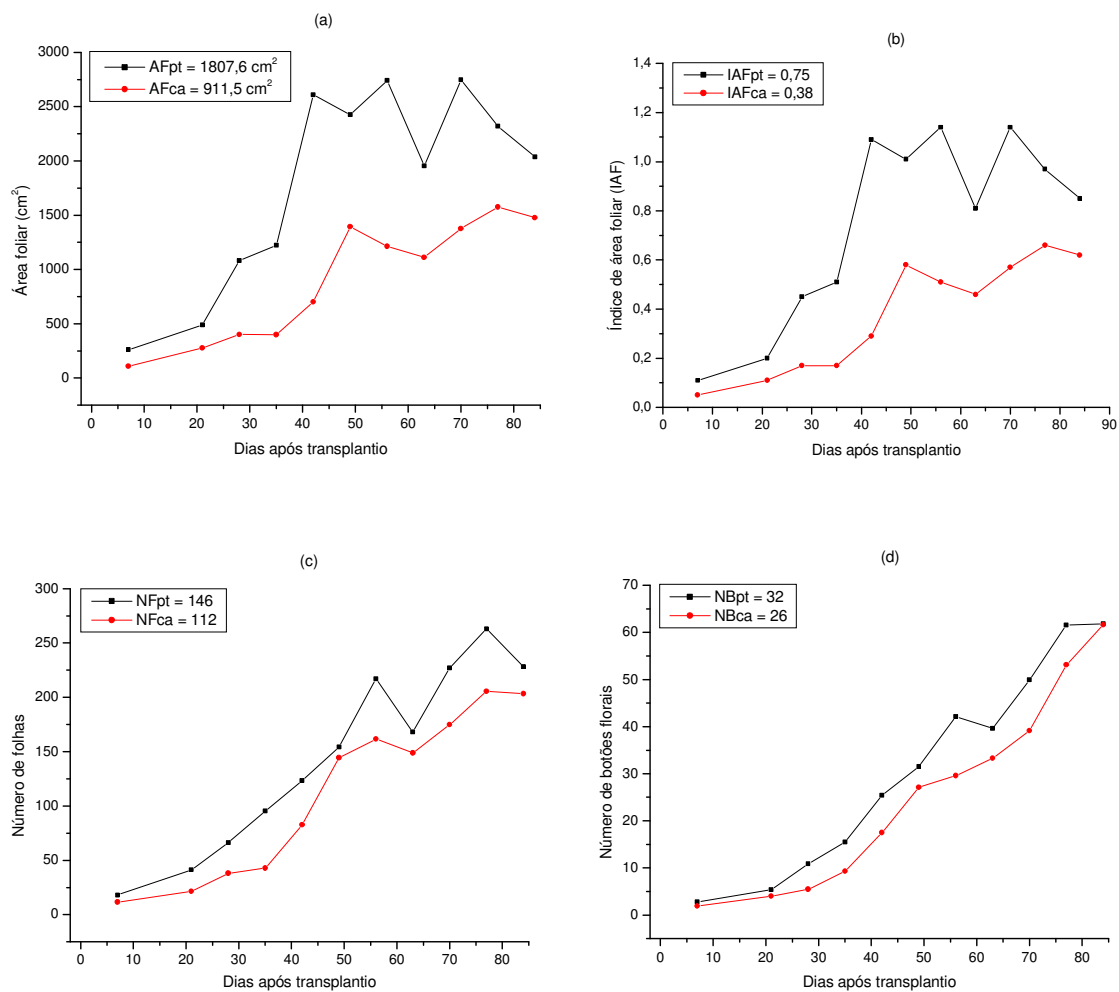 (a)
AFpt = 1807,6 cm²
AFca = 911,5 cm²
3000
2500
2000
1500
1000
500
0
Área foliar (cm²)
0 10 20 30 40 50 60 70 80
Dias após transplantio
(b)
IAFpt = 0,75
IAFca = 0,38
1,4
1,2
1,0
0,8
0,6
0,4
0,2
0,0
Índice de área foliar (IAF)
0 10 20 30 40 50 60 70 80 90
Dias após transplantio
(c)
NFpt = 146
NFca = 112
300
250
200
150
100
50
0
Número de folhas
0 10 20 30 40 50 60 70 80
Dias após transplantio
(d)
NBpt = 32
NBca = 26
70
60
50
40
30
20
10
0
Número de botões florais
0 10 20 30 40 50 60 70 80
Dias após transplantio